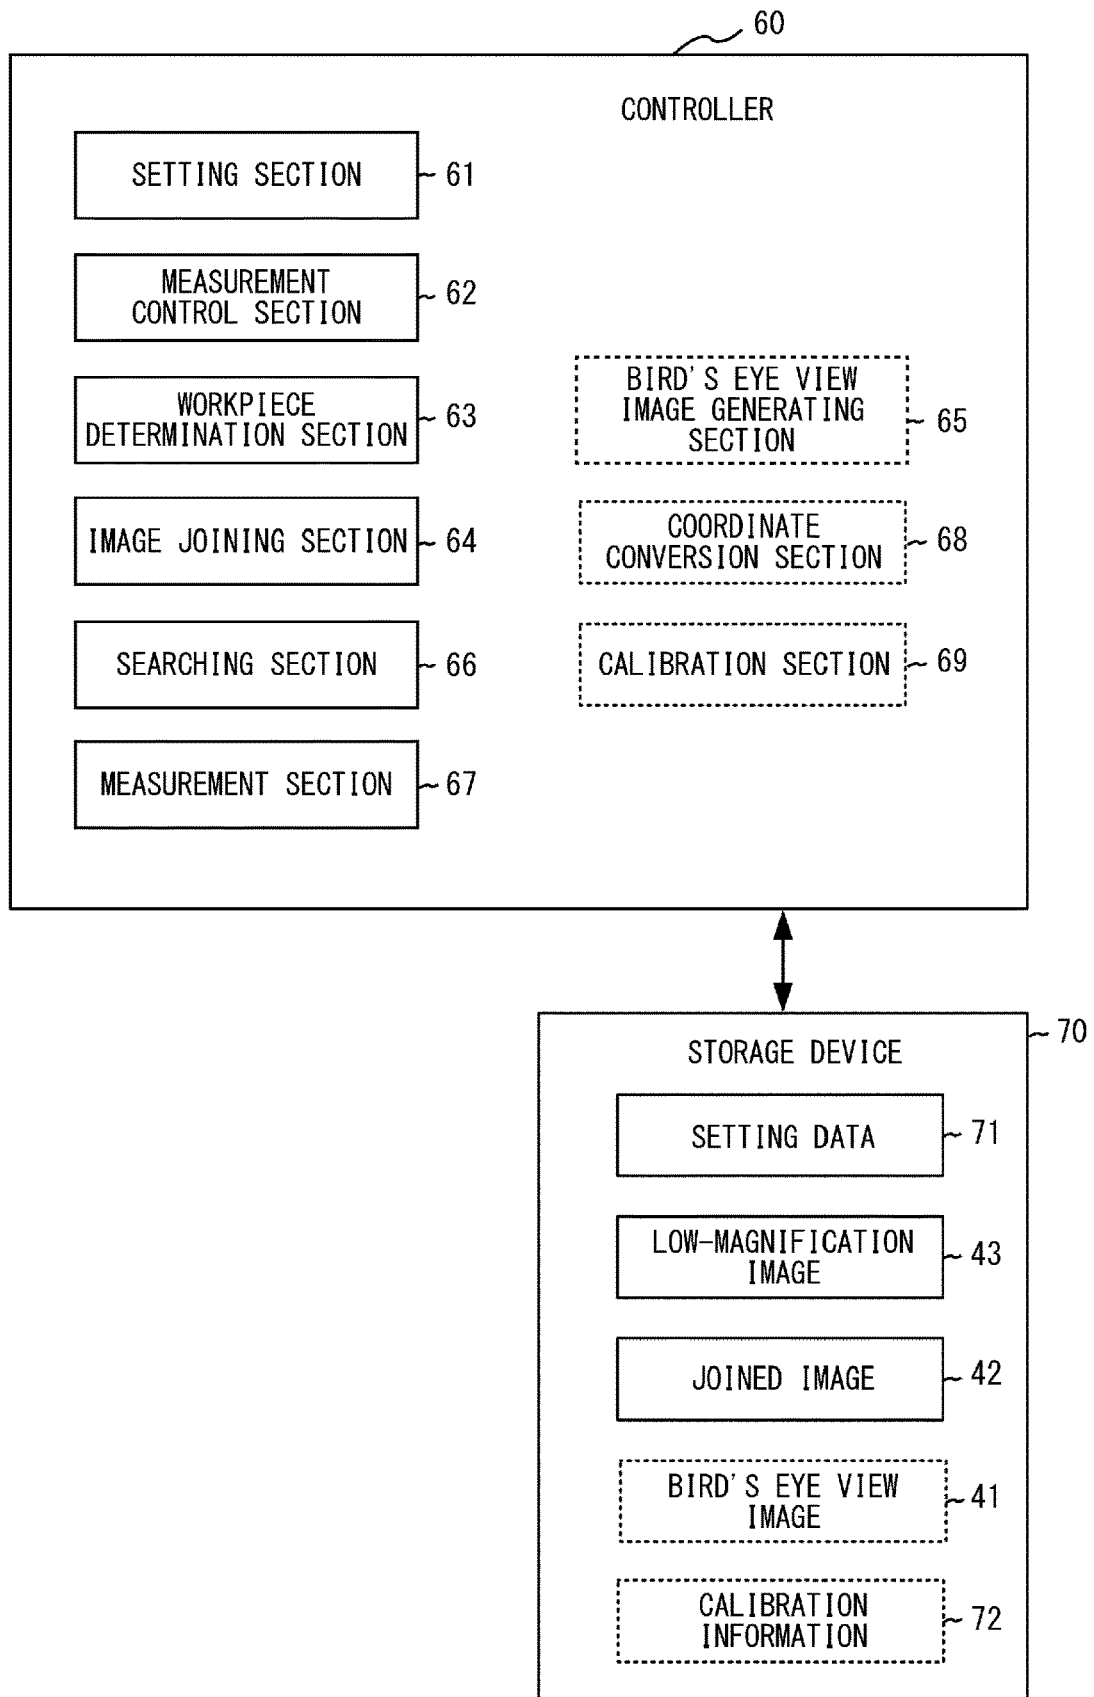 60
CONTROLLER
SETTING SECTION
61
MEASUREMENT
CONTROL SECTION
62
WORKPIECE
DETERMINATION SECTION
63
IMAGE JOINING SECTION
64
SEARCHING SECTION
66
MEASUREMENT SECTION
67
BIRD'S EYE VIEW
IMAGE GENERATING
SECTION
65
COORDINATE
CONVERSION SECTION
68
CALIBRATION SECTION
69
70
STORAGE DEVICE
SETTING DATA
71
LOW-MAGNIFICATION
IMAGE
43
JOINED IMAGE
42
BIRD'S EYE VIEW
IMAGE
41
CALIBRATION
INFORMATION
72